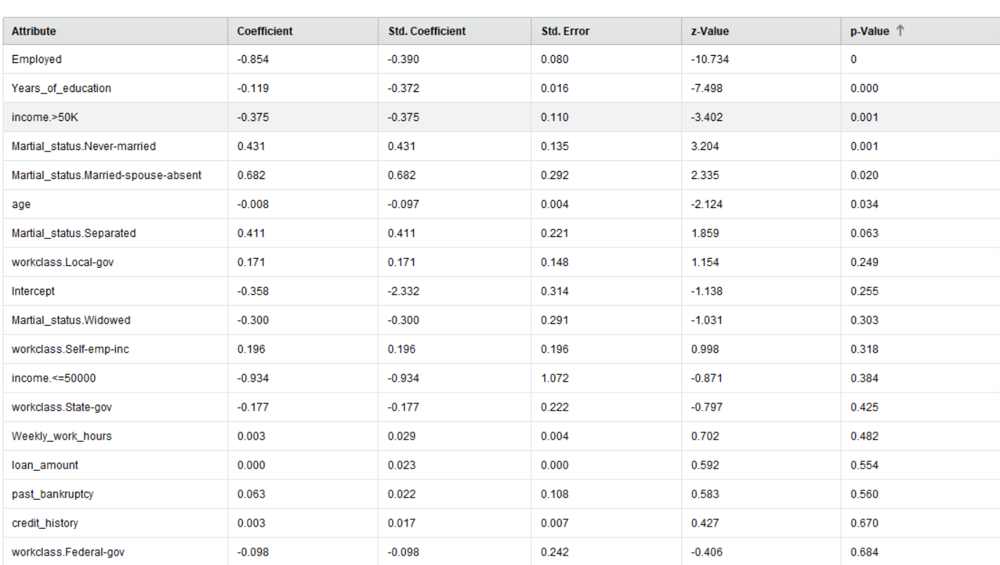 Attribute Coefficient Std. Coefficient Std. Error z-Value p-Value ↑
Employed -0.854 -0.390 0.080 -10.734 0
Years_of_education -0.119 -0.372 0.016 -7.498 0.000
income.>50K -0.375 -0.375 0.110 -3.402 0.001
Martial_status.Never-married 0.431 0.431 0.135 3.204 0.001
Martial_status.Married-spouse-absent 0.682 0.682 0.292 2.335 0.020
age -0.008 -0.097 0.004 -2.124 0.034
Martial_status.Separated 0.411 0.411 0.221 1.859 0.063
workclass.Local-gov 0.171 0.171 0.148 1.154 0.249
Intercept -0.358 -2.332 0.314 -1.138 0.255
Martial_status.Widowed -0.300 -0.300 0.291 -1.031 0.303
workclass.Self-emp-inc 0.196 0.196 0.196 0.998 0.318
income.<=50000 -0.934 -0.934 1.072 -0.871 0.384
workclass.State-gov -0.177 -0.177 0.222 -0.797 0.425
Weekly_work_hours 0.003 0.029 0.004 0.702 0.482
loan_amount 0.000 0.023 0.000 0.592 0.554
past_bankruptcy 0.063 0.022 0.108 0.583 0.560
credit_history 0.003 0.017 0.007 0.427 0.670
workclass.Federal-gov -0.098 -0.098 0.242 -0.406 0.684